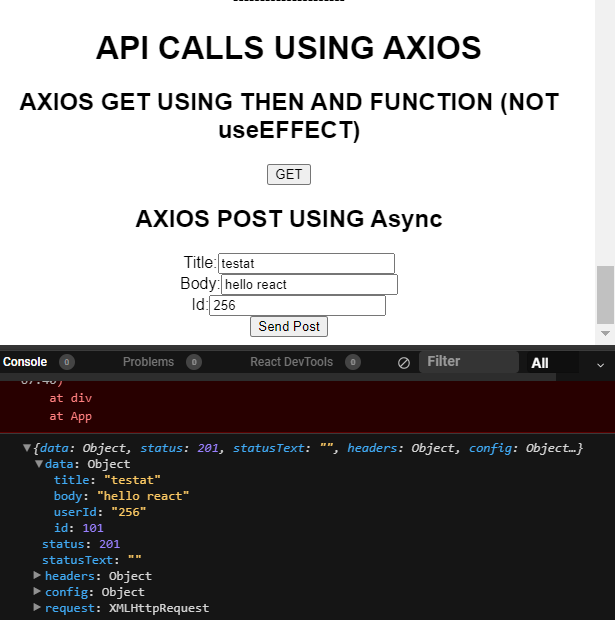 --------------------
API CALLS USING AXIOS
AXIOS GET USING THEN AND FUNCTION (NOT
useEFFECT)
GET
AXIOS POST USING Async
Title: testat
Body: hello react
Id: 256
Send Post
Console 0 Problems 0 React DevTools 0 Filter All
at div
at App
▼{data: Object, status: 201, statusText: "", headers: Object, config: Object…}
▼data: Object
title: "testat"
body: "hello react"
userId: "256"
id: 101
status: 201
statusText: ""
▶headers: Object
▶config: Object
▶request: XMLHttpRequest